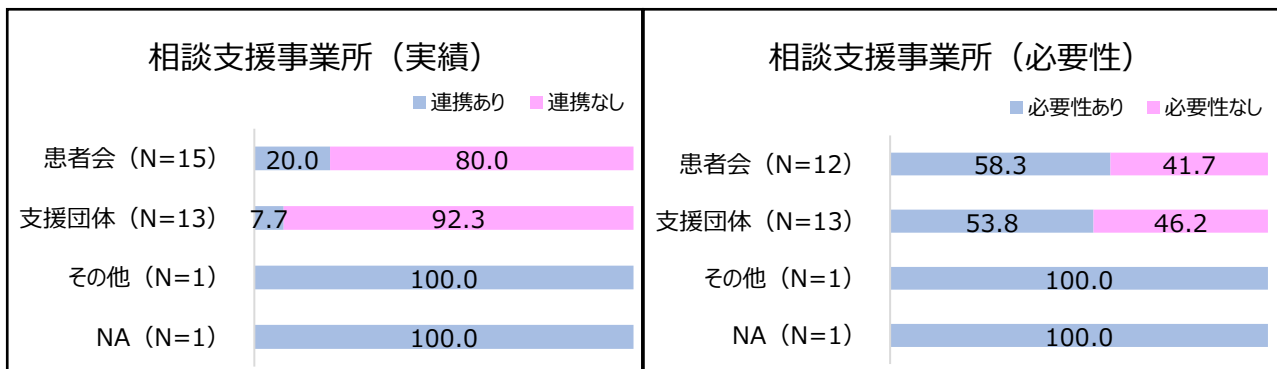 相談支援事業所（実績）
■連携あり ■連携なし
患者会（N=15） 20.0 80.0
支援団体（N=13） 7.7 92.3
その他（N=1） 100.0
NA（N=1） 100.0
相談支援事業所（必要性）
■必要性あり ■必要性なし
患者会（N=12） 58.3 41.7
支援団体（N=13） 53.8 46.2
その他（N=1） 100.0
NA（N=1） 100.0